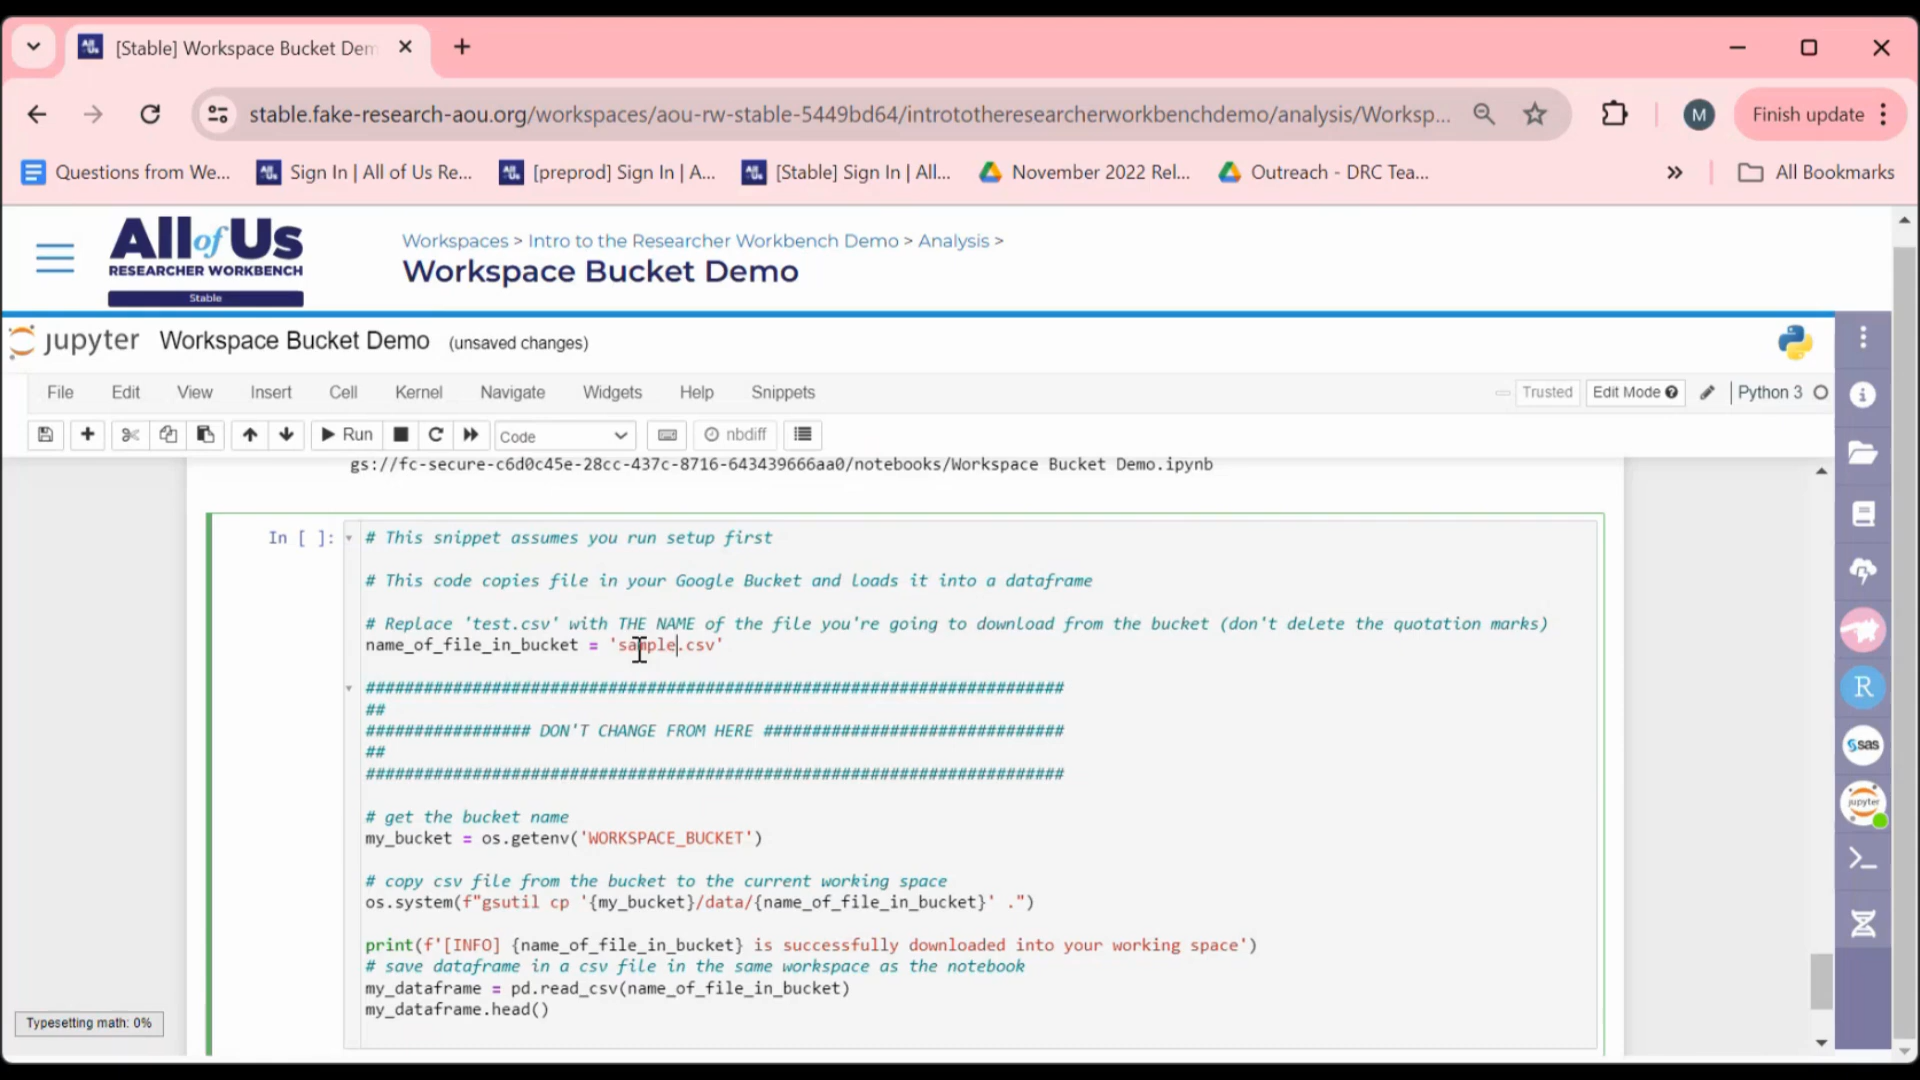 [Stable] Workspace Bucket Dem
stable.fake-research-aou.org/workspaces/aou-rw-stable-5449bd64/intrototheresearcherworkbenchdemo/analysis/Worksp...
M
Finish update
Questions from We...
Sign In | All of Us Re...
[preprod] Sign In | A...
[Stable] Sign In | All...
November 2022 Rel...
Outreach - DRC Tea...
»
All Bookmarks
All of Us
RESEARCHER WORKBENCH
Stable
Workspaces > Intro to the Researcher Workbench Demo > Analysis >
Workspace Bucket Demo
jupyter Workspace Bucket Demo (unsaved changes)
File Edit View Insert Cell Kernel Navigate Widgets Help Snippets
Trusted Edit Mode Python 3
Run Code nbdiff
gs://fc-secure-c6d0c45e-28cc-437c-8716-643439666aa0/notebooks/Workspace Bucket Demo.ipynb
In [ ]: # This snippet assumes you run setup first
# This code copies file in your Google Bucket and loads it into a dataframe
# Replace 'test.csv' with THE NAME of the file you're going to download from the bucket (don't delete the quotation marks)
name_of_file_in_bucket = 'sample.csv'
########################################################################
##
################# DON'T CHANGE FROM HERE ###############################
##
########################################################################
# get the bucket name
my_bucket = os.getenv('WORKSPACE_BUCKET')
# copy csv file from the bucket to the current working space
os.system(f"gsutil cp '{my_bucket}/data/{name_of_file_in_bucket}' .")
print(f'[INFO] {name_of_file_in_bucket} is successfully downloaded into your working space')
# save dataframe in a csv file in the same workspace as the notebook
my_dataframe = pd.read_csv(name_of_file_in_bucket)
my_dataframe.head()
Typesetting math: 0%
R
sas
jupyter